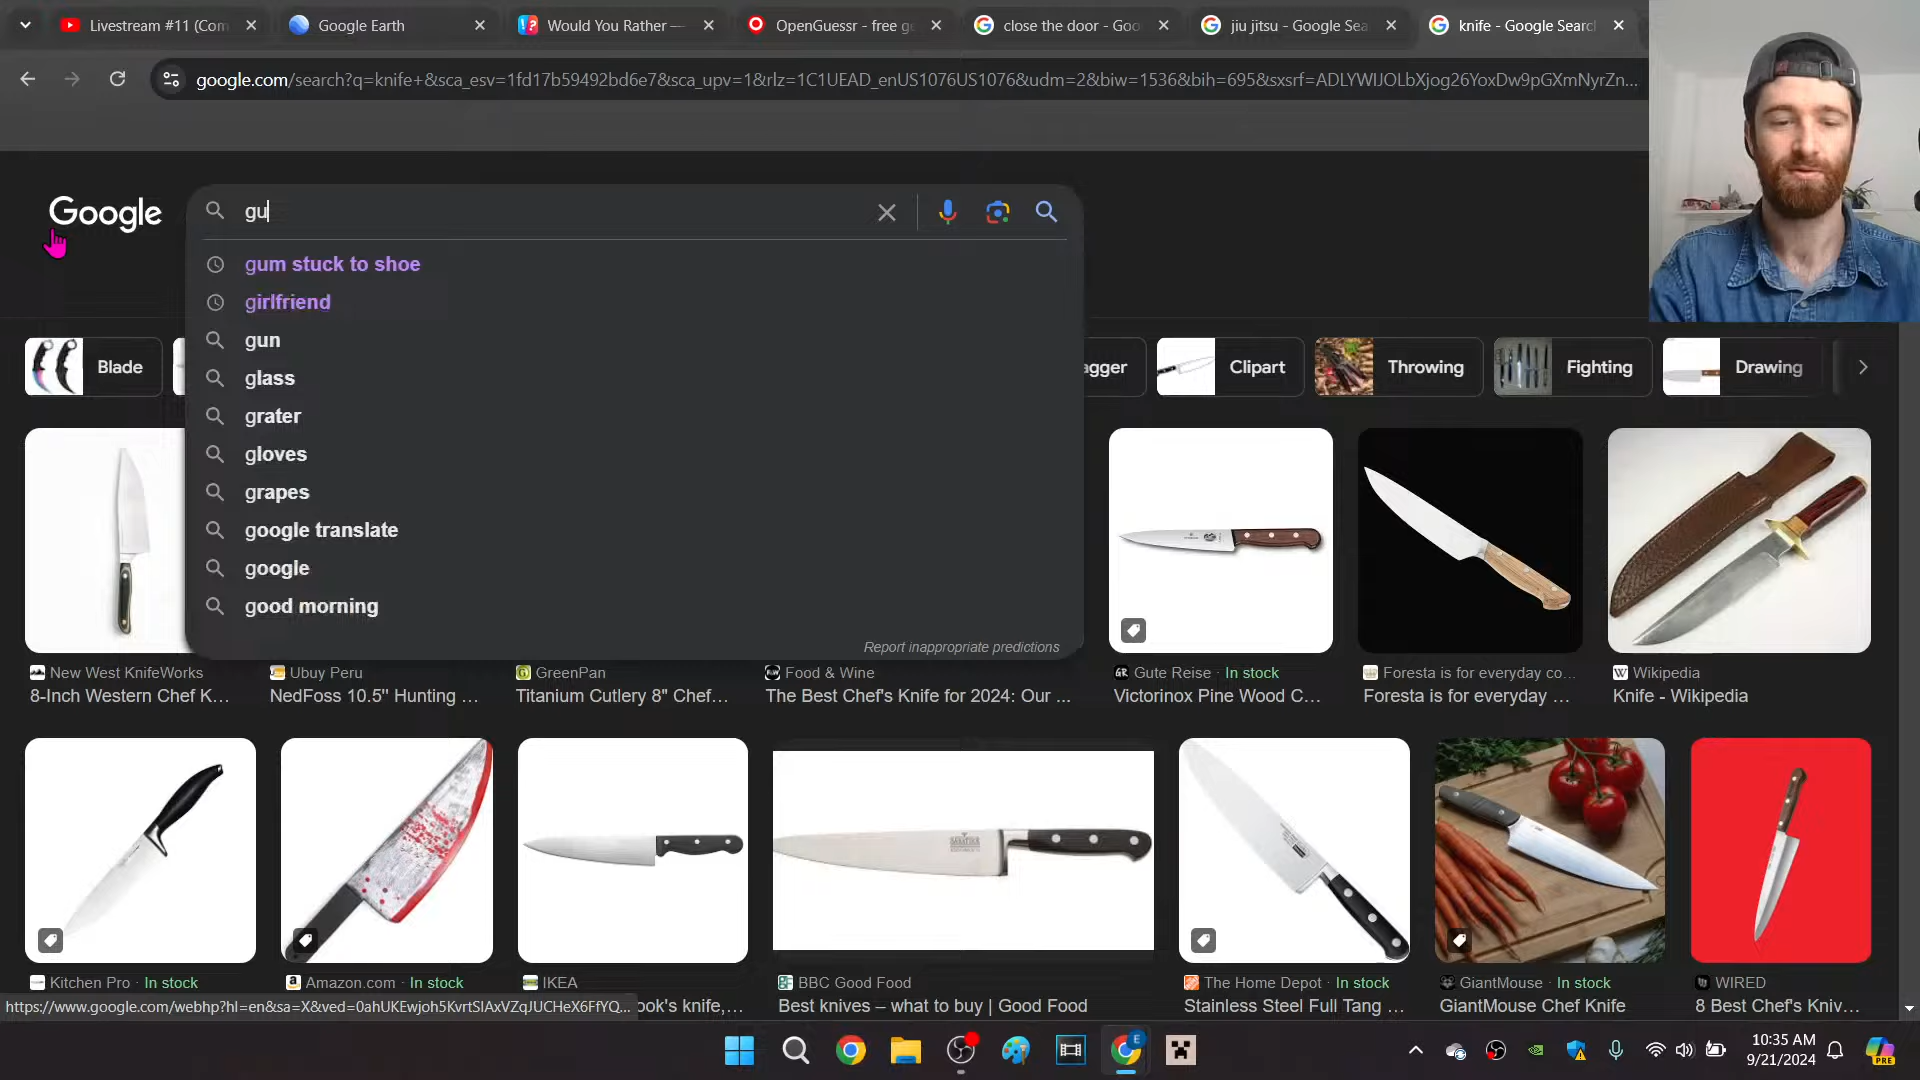 Livestream #11 (Com
Google Earth
Would You Rather —
OpenGuessr - free g
close the door - Goo
jiu jitsu - Google Sea
knife - Google Search
google.com/search?q=knife+&sca_esv=1fd17b59492bd6e7&sca_upv=1&rlz=1C1UEAD_enUS1076US1076&udm=2&biw=1536&bih=695&sxsrf=ADLYWIJOLbXjog26YoxDw9pGXmNyrZn...
Google
gu
gum stuck to shoe
girlfriend
gun
glass
grater
gloves
grapes
google translate
google
good morning
Report inappropriate predictions
Blade
agger
Clipart
Throwing
Fighting
Drawing
New West KnifeWorks
8-Inch Western Chef K...
Ubuy Peru
NedFoss 10.5" Hunting ...
GreenPan
Titanium Cutlery 8" Chef...
Food & Wine
The Best Chef's Knife for 2024: Our ...
Gute Reise · In stock
Victorinox Pine Wood C...
Foresta is for everyday co...
Foresta is for everyday ...
Wikipedia
Knife - Wikipedia
Kitchen Pro · In stock
Amazon.com · In stock
IKEA
ook's knife,...
BBC Good Food
Best knives – what to buy | Good Food
The Home Depot · In stock
Stainless Steel Full Tang ...
GiantMouse · In stock
GiantMouse Chef Knife
WIRED
8 Best Chef's Kniv...
https://www.google.com/webhp?hl=en&sa=X&ved=0ahUKEwjoh5KvrtSIAxVZqJUCHeX6FfYQ...
10:35 AM
9/21/2024
PRE